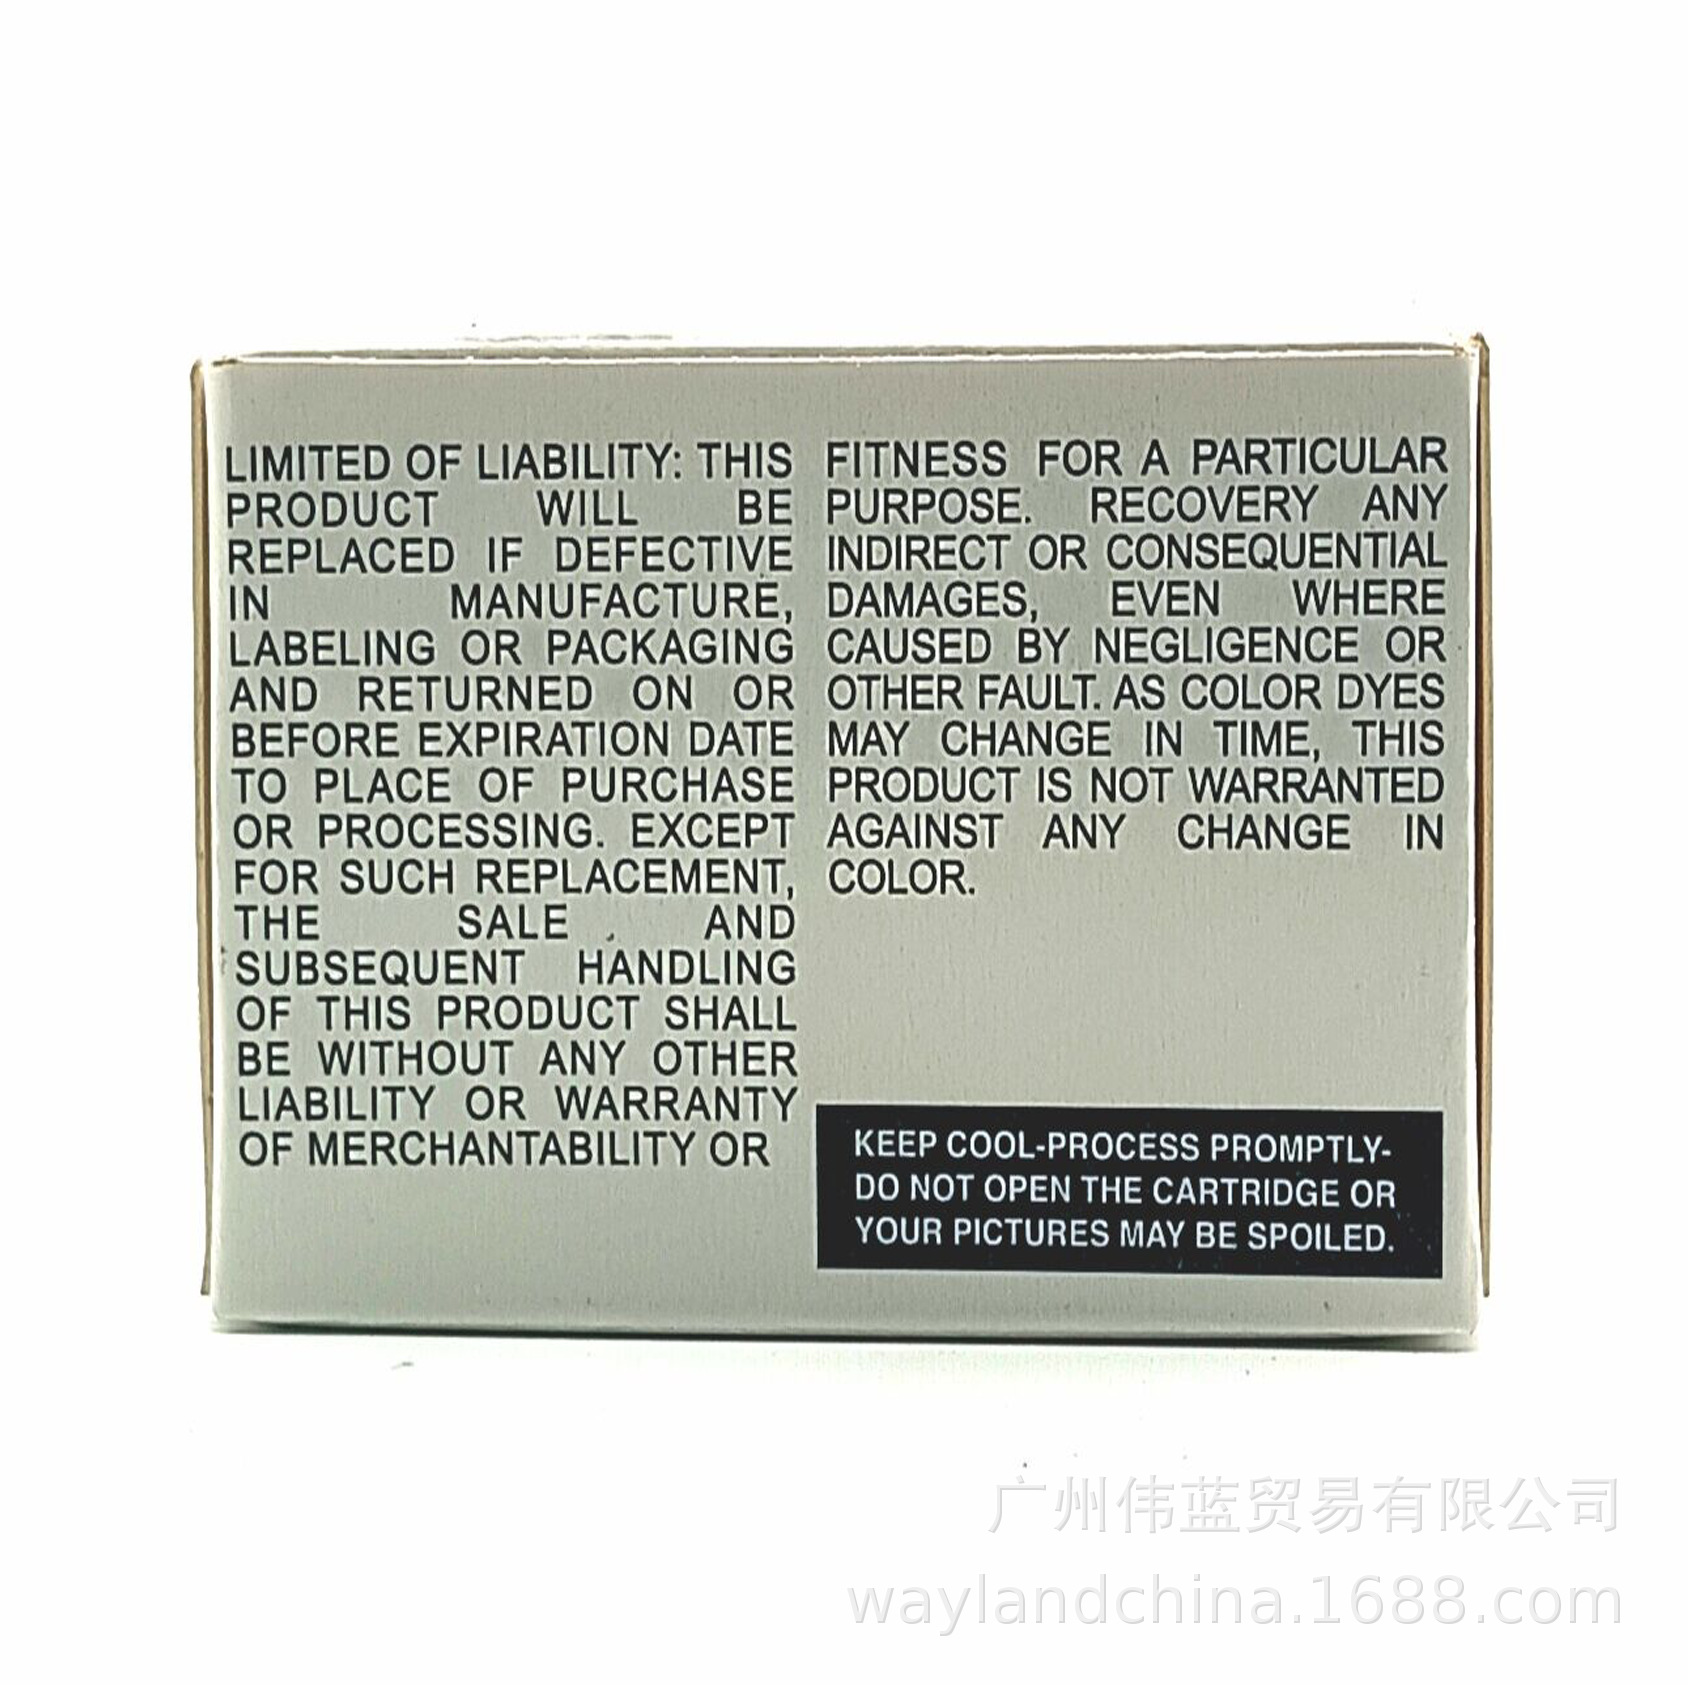 LIMITED OF LIABILITY: THIS
PRODUCT WILL BE
REPLACED IF DEFECTIVE
IN MANUFACTURE,
LABELING OR PACKAGING
AND RETURNED ON OR
BEFORE EXPIRATION DATE
TO PLACE OF PURCHASE
OR PROCESSING. EXCEPT
FOR SUCH REPLACEMENT,
THE SALE AND
SUBSEQUENT HANDLING
OF THIS PRODUCT SHALL
BE WITHOUT ANY OTHER
LIABILITY OR WARRANTY
OF MERCHANTABILITY OR
FITNESS FOR A PARTICULAR
PURPOSE. RECOVERY ANY
INDIRECT OR CONSEQUENTIAL
DAMAGES, EVEN WHERE
CAUSED BY NEGLIGENCE OR
OTHER FAULT. AS COLOR DYES
MAY CHANGE IN TIME, THIS
PRODUCT IS NOT WARRANTED
AGAINST ANY CHANGE IN
COLOR.
KEEP COOL-PROCESS PROMPTLY-
DO NOT OPEN THE CARTRIDGE OR
YOUR PICTURES MAY BE SPOILED.
广州伟蓝贸易有限公司
waylandchina.1688.com